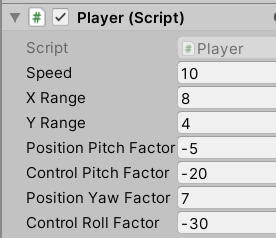 Player (Script)
Script Player
Speed 10
X Range 8
Y Range 4
Position Pitch Factor -5
Control Pitch Factor -20
Position Yaw Factor 7
Control Roll Factor -30